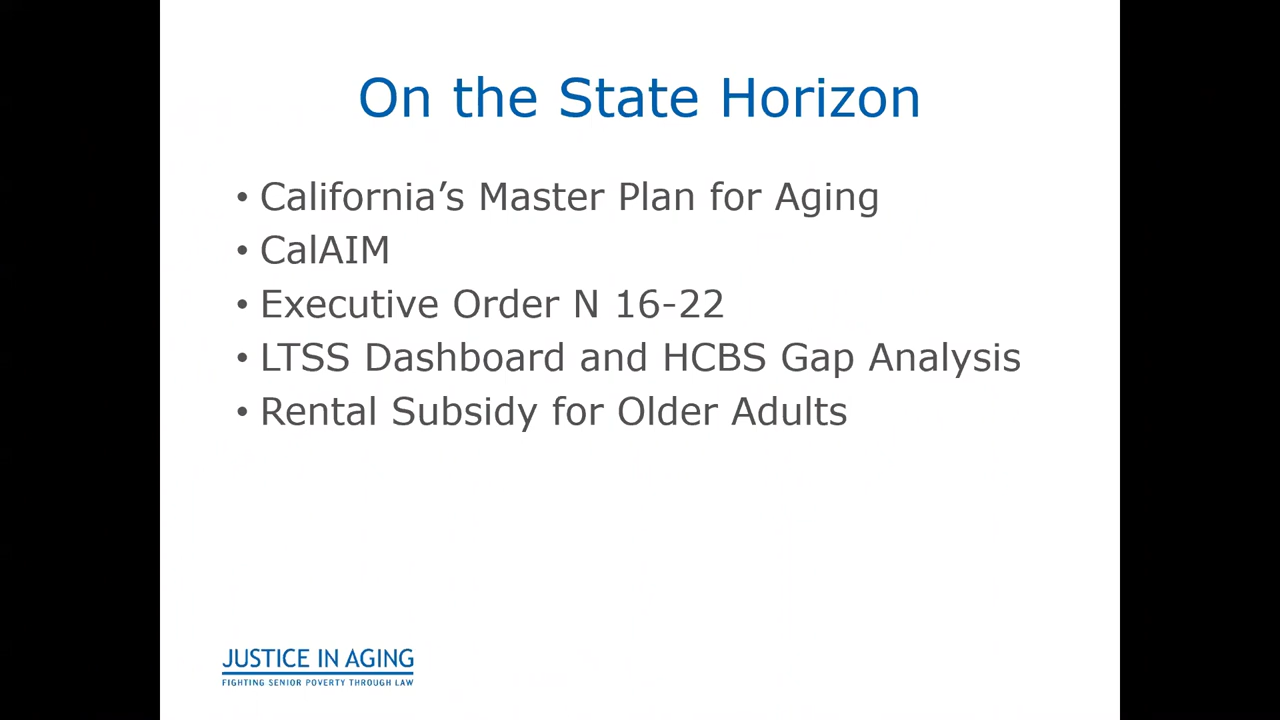 On the State Horizon
• California’s Master Plan for Aging
• CalAIM
• Executive Order N 16-22
• LTSS Dashboard and HCBS Gap Analysis
• Rental Subsidy for Older Adults
JUSTICE IN AGING
FIGHTING SENIOR POVERTY THROUGH LAW